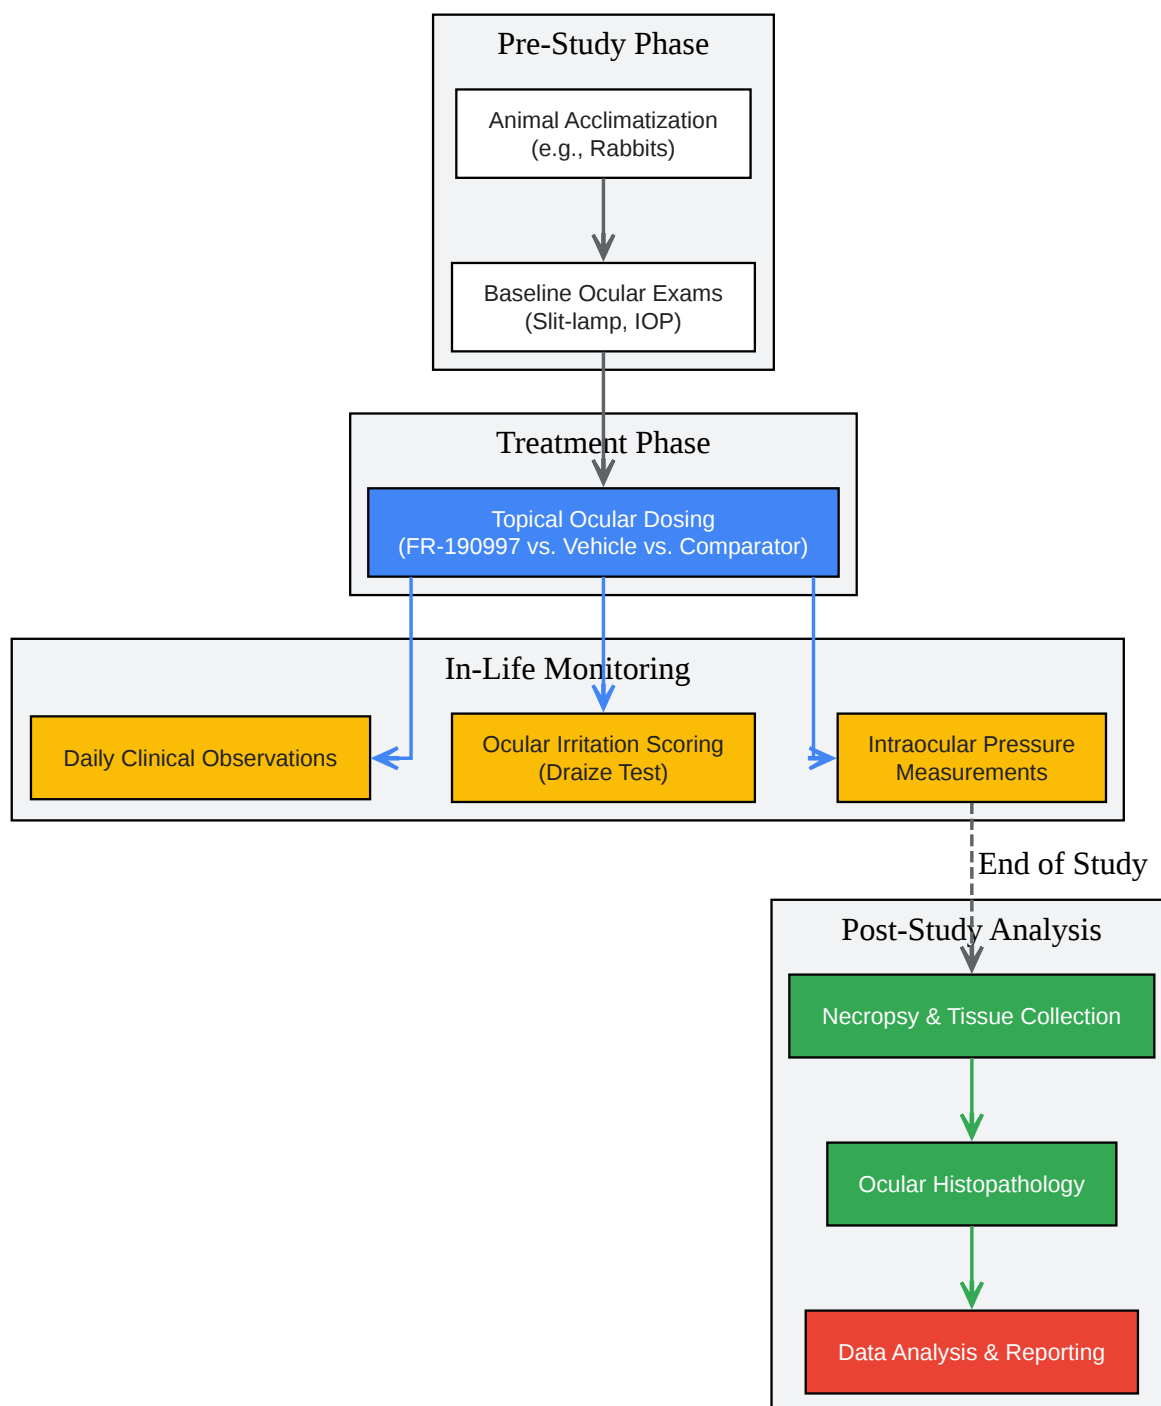 Pre-Study Phase
Animal Acclimatization
(e.g., Rabbits)
Baseline Ocular Exams
(Slit-lamp, IOP)
Treatment Phase
Topical Ocular Dosing
(FR-190997 vs. Vehicle vs. Comparator)
In-Life Monitoring
Daily Clinical Observations
Ocular Irritation Scoring
(Draize Test)
Intraocular Pressure
Measurements
End of Study
Post-Study Analysis
Necropsy & Tissue Collection
Ocular Histopathology
Data Analysis & Reporting